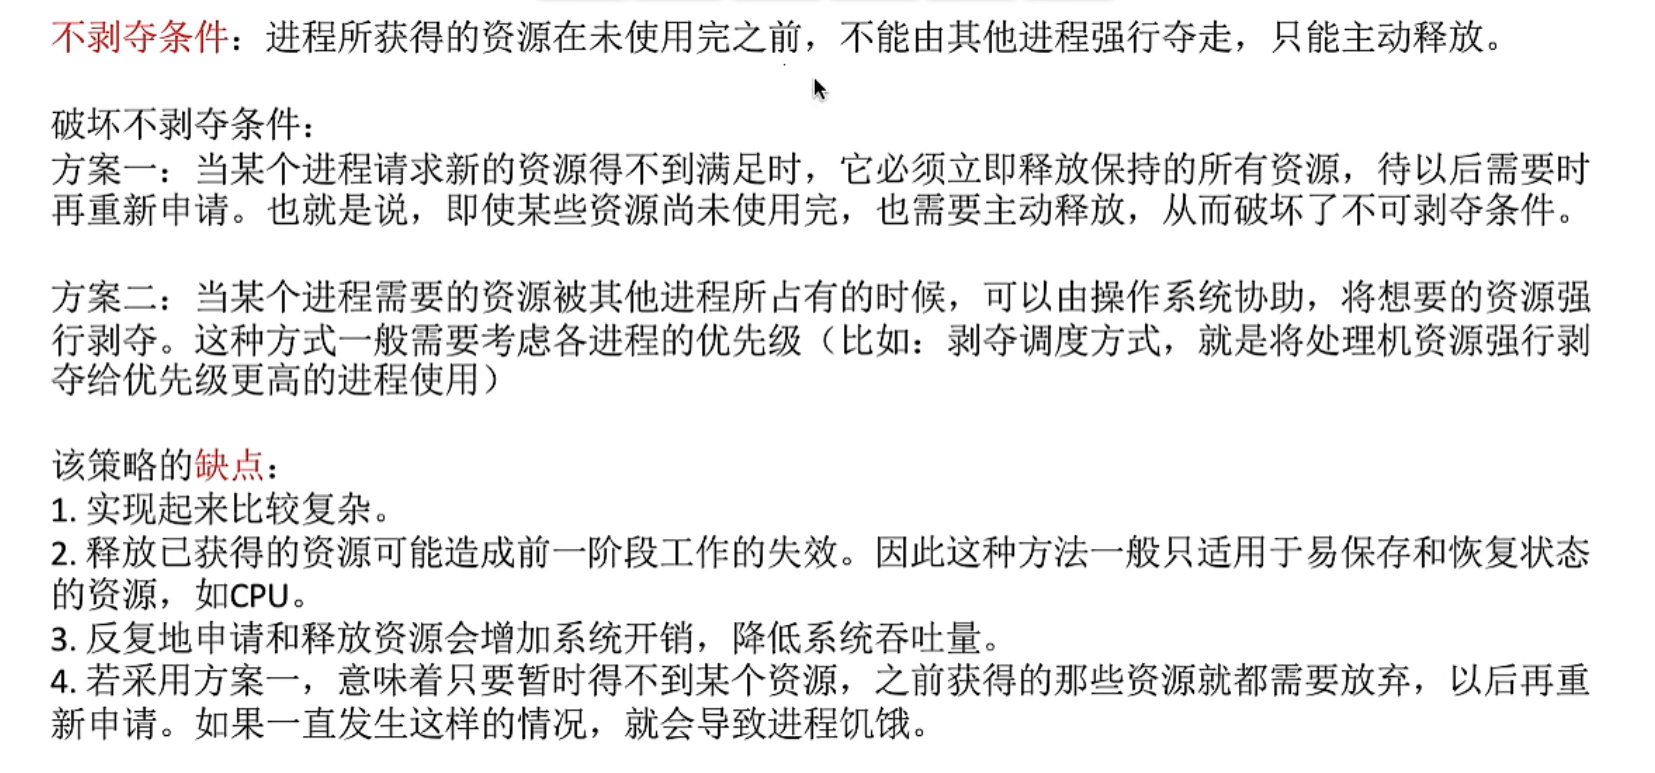 不剥夺条件：进程所获得的资源在未使用完之前，不能由其他进程强行夺走，只能主动释放。
破坏不剥夺条件：
方案一：当某个进程请求新的资源得不到满足时，它必须立即释放保持的所有资源，待以后需要时
再重新申请。也就是说，即使某些资源尚未使用完，也需要主动释放，从而破坏了不可剥夺条件。
方案二：当某个进程需要的资源被其他进程所占有的时候，可以由操作系统协助，将想要的资源强
行剥夺。这种方式一般需要考虑各进程的优先级（比如：剥夺调度方式，就是将处理机资源强行剥
夺给优先级更高的进程使用）
该策略的缺点：
1. 实现起来比较复杂。
2. 释放已获得的资源可能造成前一阶段工作的失效。因此这种方法一般只适用于易保存和恢复状态
的资源，如CPU。
3. 反复地申请和释放资源会增加系统开销，降低系统吞吐量。
4. 若采用方案一，意味着只要暂时得不到某个资源，之前获得的那些资源就都需要放弃，以后再重
新申请。如果一直发生这样的情况，就会导致进程饥饿。